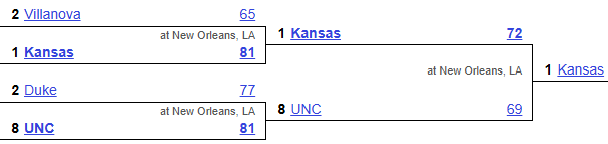 2 Villanova 65
at New Orleans, LA
1 Kansas 81
1 Kansas 72
at New Orleans, LA
1 Kansas
2 Duke 77
at New Orleans, LA
8 UNC 81
8 UNC 69